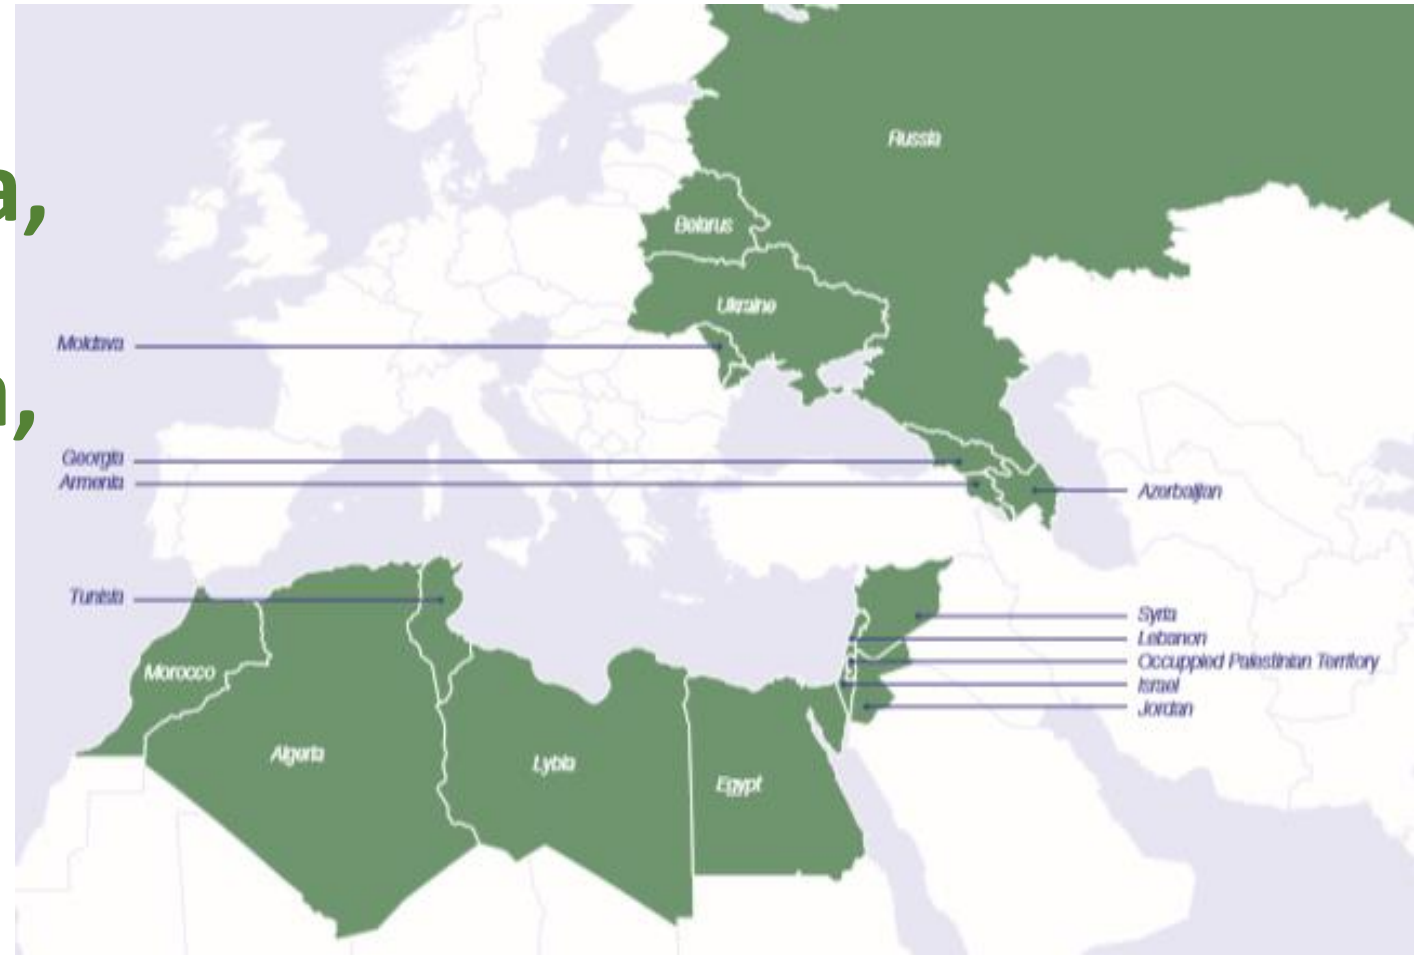 a,
n,
Russia
Belarus
Ukraine
Moldava
Georgia
Armenia
Azerbaijan
Tunisia
Syria
Lebanon
Occuppied Palestinian Territory
Israel
Jordan
Morocco
Algeria
Lybia
Egypt